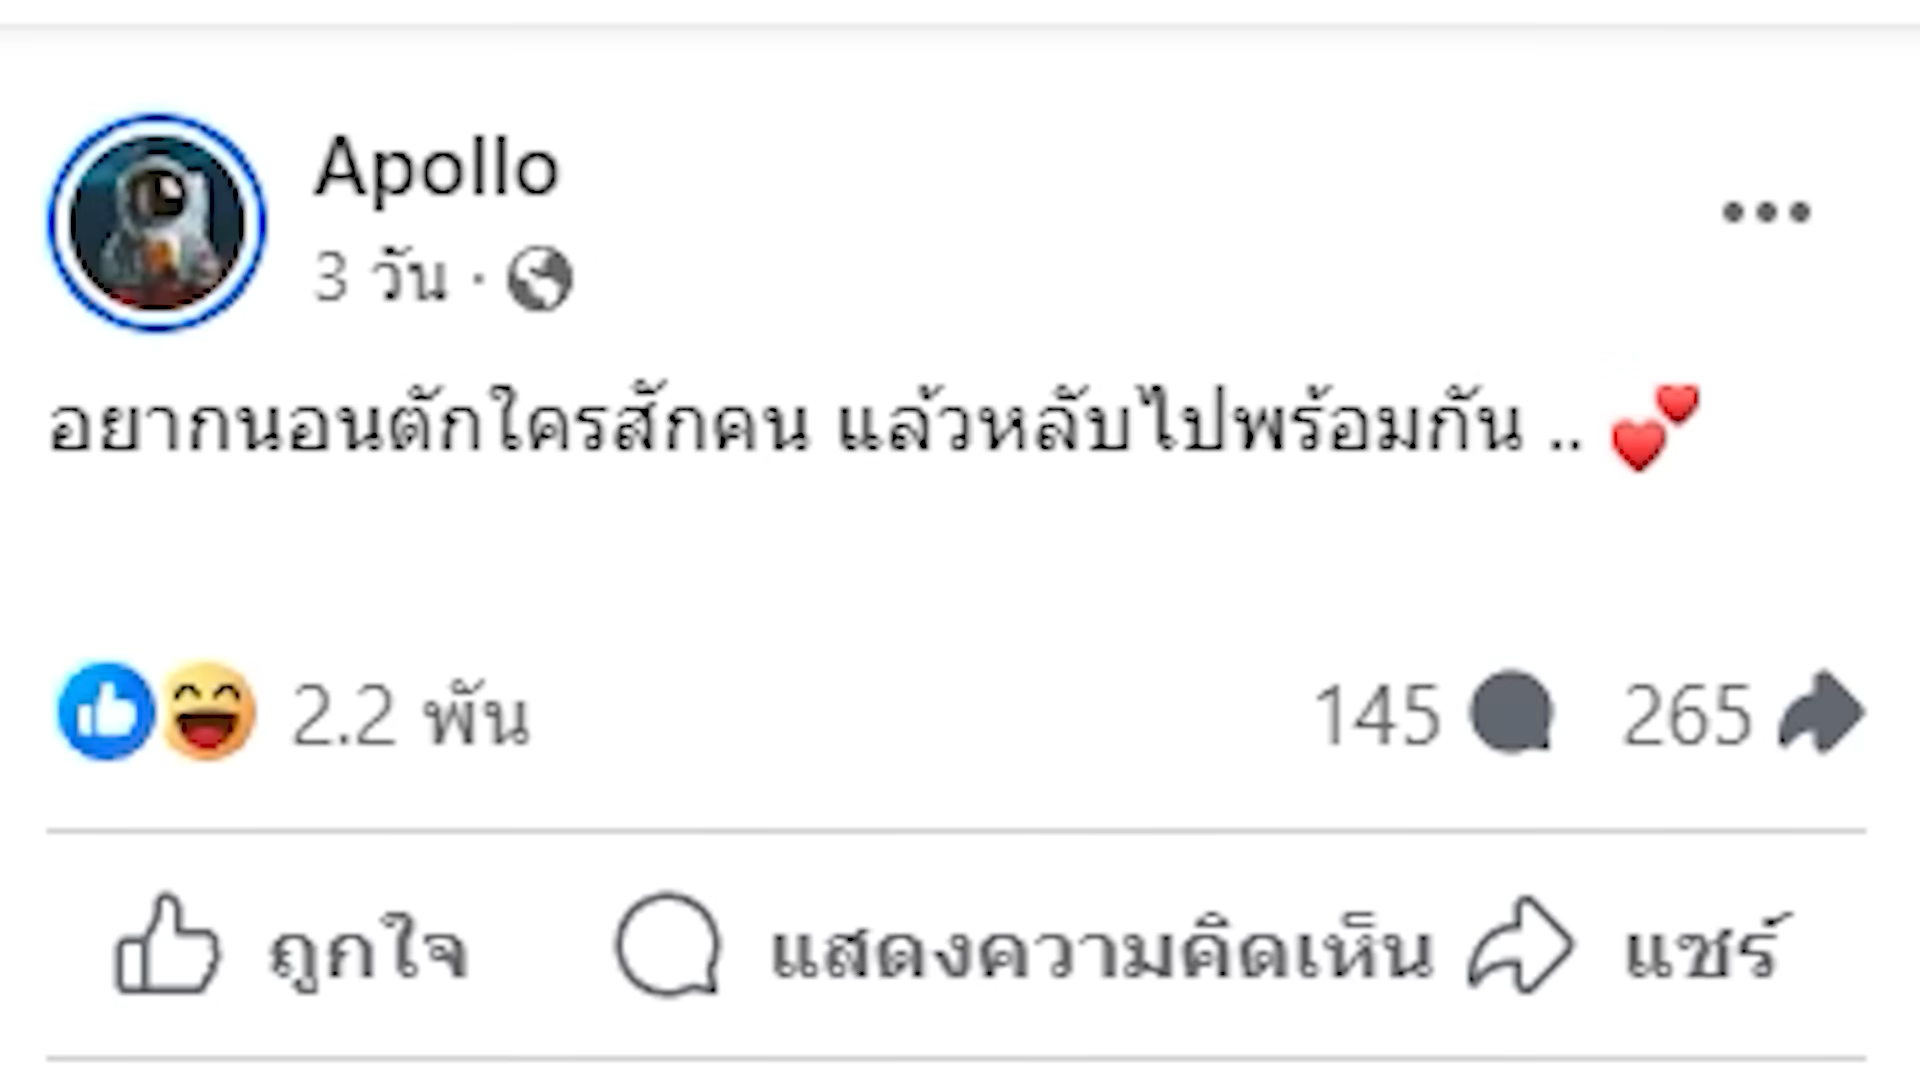 Apollo
3 วัน ·
อยากนอนตักใครสักคน แล้วหลับไปพร้อมกัน .. 💕
2.2 พัน 145 265
ถูกใจ แสดงความคิดเห็น แชร์